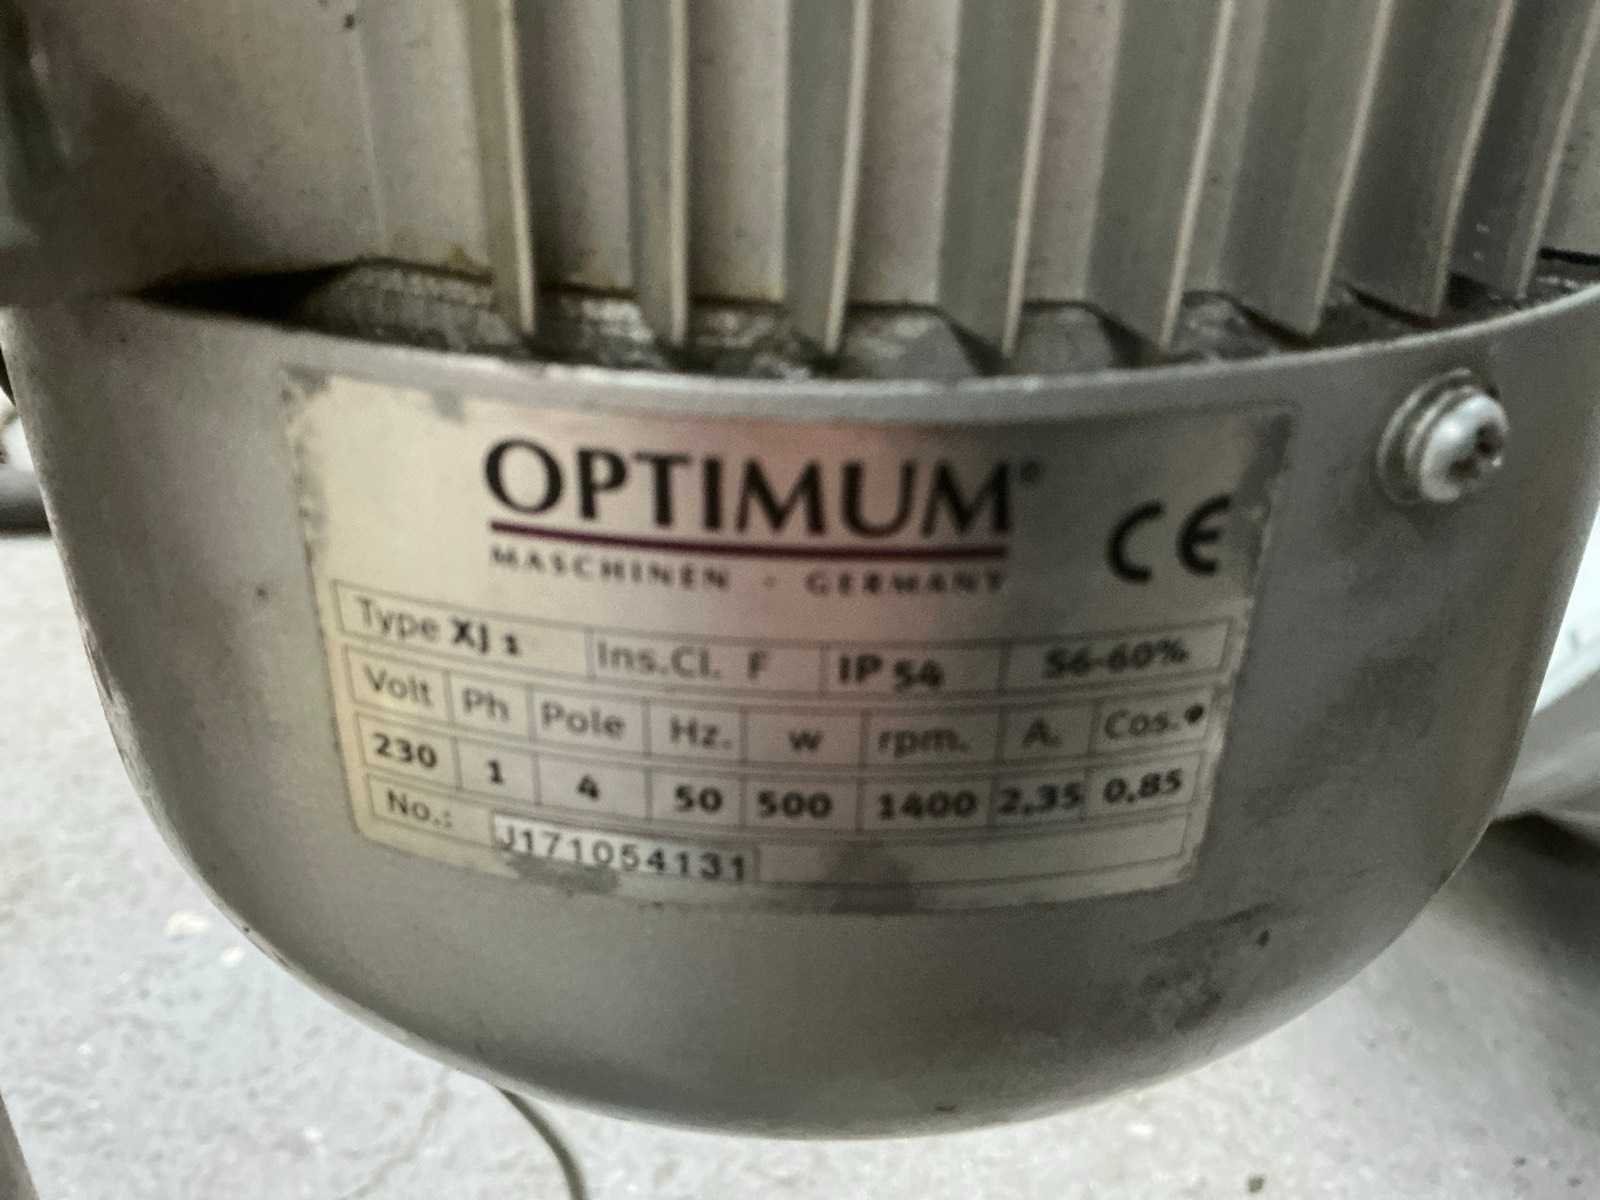 OPTIMUM®
MASCHINEN - GERMANY
CE
Type XJ 1 Ins.Cl. F IP 54 S6-60%
Volt Ph Pole Hz. w rpm. A. Cos.
230 1 4 50 500 1400 2,35 0,85
No.: J171054131